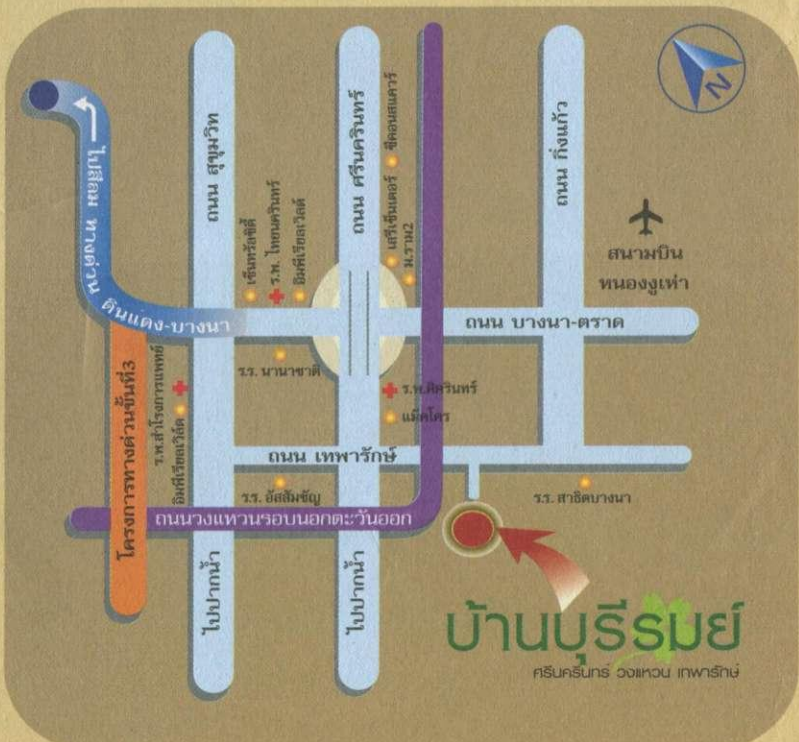 N
ไปสีลม ทางด่วน
ดินแดง-บางนา
ถนน สุขุมวิท
เซ็นทรัลซิตี้
ร.พ. ไทยนครินทร์
อิมพีเรียลเวิลด์
ถนน ศรีนครินทร์
เสรีเซ็นเตอร์
ซีคอนสแควร์
ม.ราม2
ถนน กิ่งแก้ว
สนามบิน
หนองงูเห่า
ถนน บางนา-ตราด
โครงการทางด่วนขั้นที่3
ร.พ.สำโรงการแพทย์
อิมพีเรียลเวิล์ด
ร.ร. นานาชาติ
ร.พ.ศิครินทร์
แม็คโคร
ถนน เทพารักษ์
ร.ร. อัสสัมชัญ
ร.ร. สาธิตบางนา
ถนนวงแหวนรอบนอกตะวันออก
ไปปากน้ำ
ไปปากน้ำ
บ้านบุรีรมย์
ศรีนครินทร์ วงแหวน เทพารักษ์